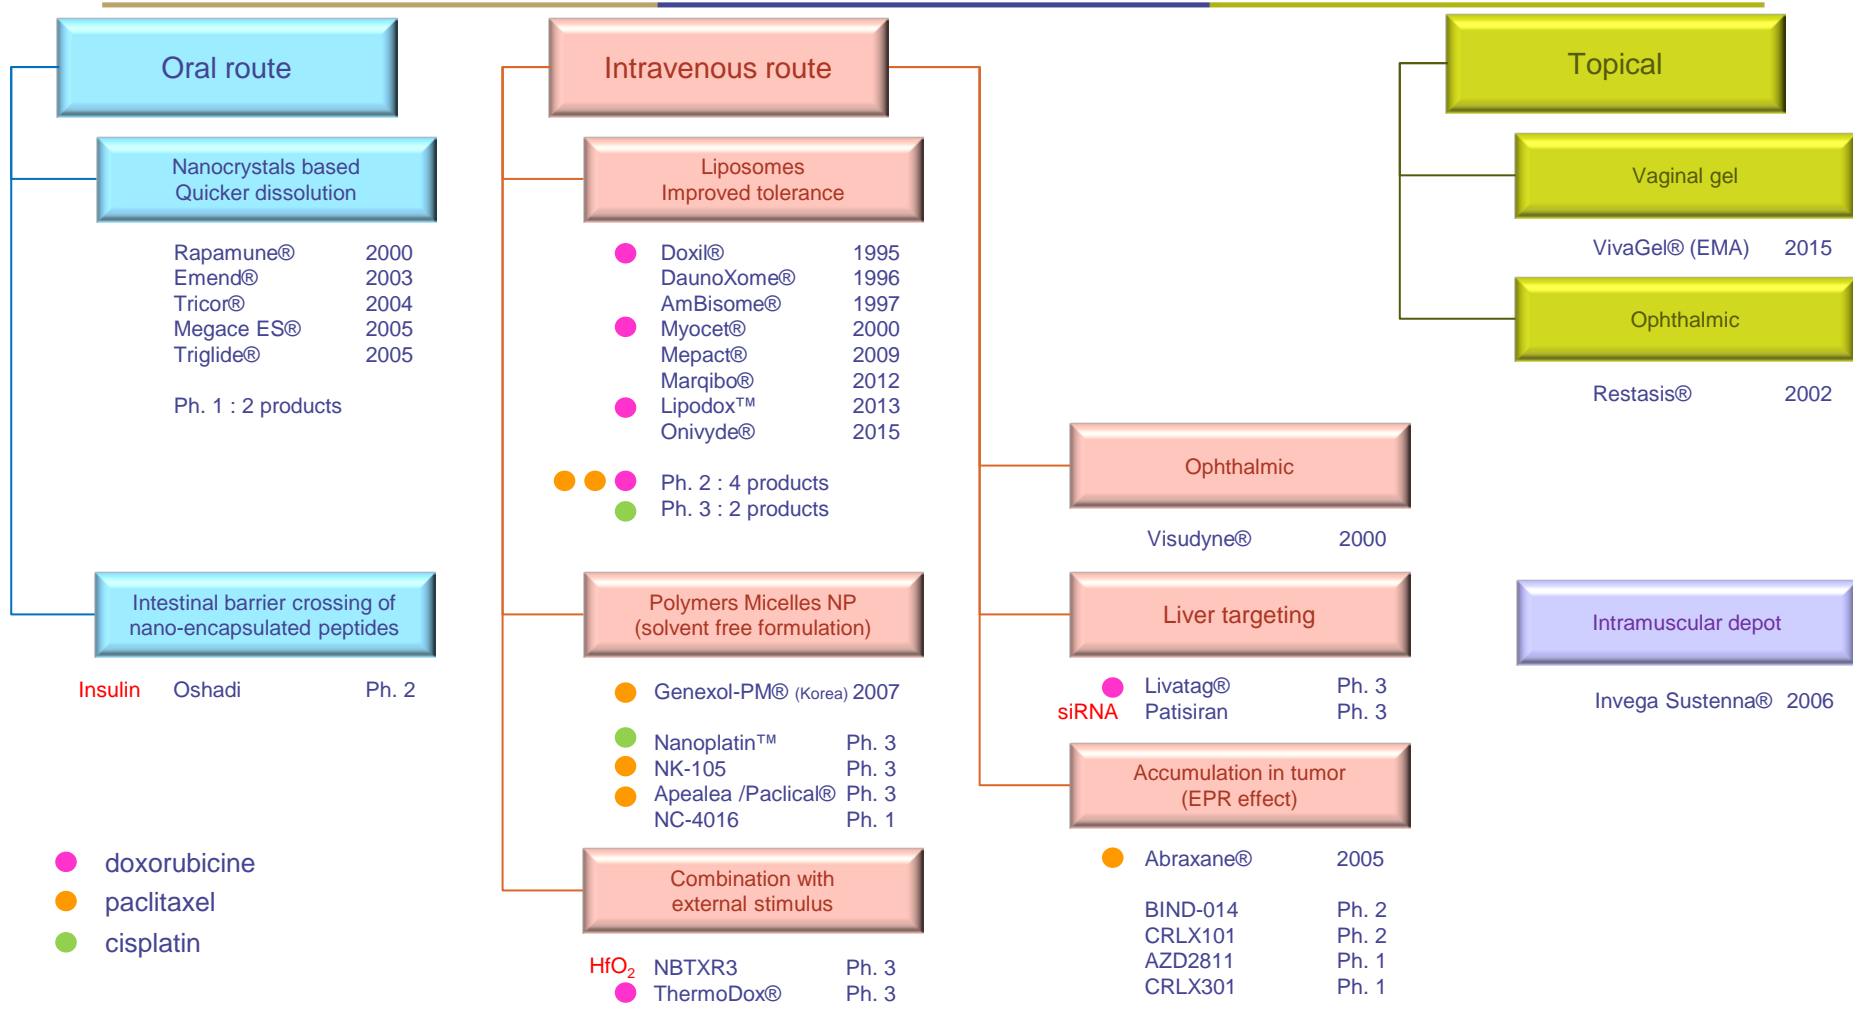 Oral route
Nanocrystals based
Quicker dissolution
Rapamune® 2000
Emend® 2003
Tricor® 2004
Megace ES® 2005
Triglide® 2005
Ph. 1 : 2 products
Intestinal barrier crossing of
nano-encapsulated peptides
Insulin Oshadi Ph. 2
doxorubicine
paclitaxel
cisplatin
Intravenous route
Liposomes
Improved tolerance
Doxil® 1995
DaunoXome® 1996
AmBisome® 1997
Myocet® 2000
Mepact® 2009
Marqibo® 2012
Lipodox™ 2013
Onivyde® 2015
Ph. 2 : 4 products
Ph. 3 : 2 products
Polymers Micelles NP
(solvent free formulation)
Genexol-PM® (Korea) 2007
Nanoplatin™ Ph. 3
NK-105 Ph. 3
Apealea /Paclical® Ph. 3
NC-4016 Ph. 1
Combination with
external stimulus
HfO₂ NBTXR3 Ph. 3
ThermoDox® Ph. 3
Ophthalmic
Visudyne® 2000
Liver targeting
Livatag® Ph. 3
siRNA Patisiran Ph. 3
Accumulation in tumor
(EPR effect)
Abraxane® 2005
BIND-014 Ph. 2
CRLX101 Ph. 2
AZD2811 Ph. 1
CRLX301 Ph. 1
Topical
Vaginal gel
VivaGel® (EMA) 2015
Ophthalmic
Restasis® 2002
Intramuscular depot
Invega Sustenna® 2006